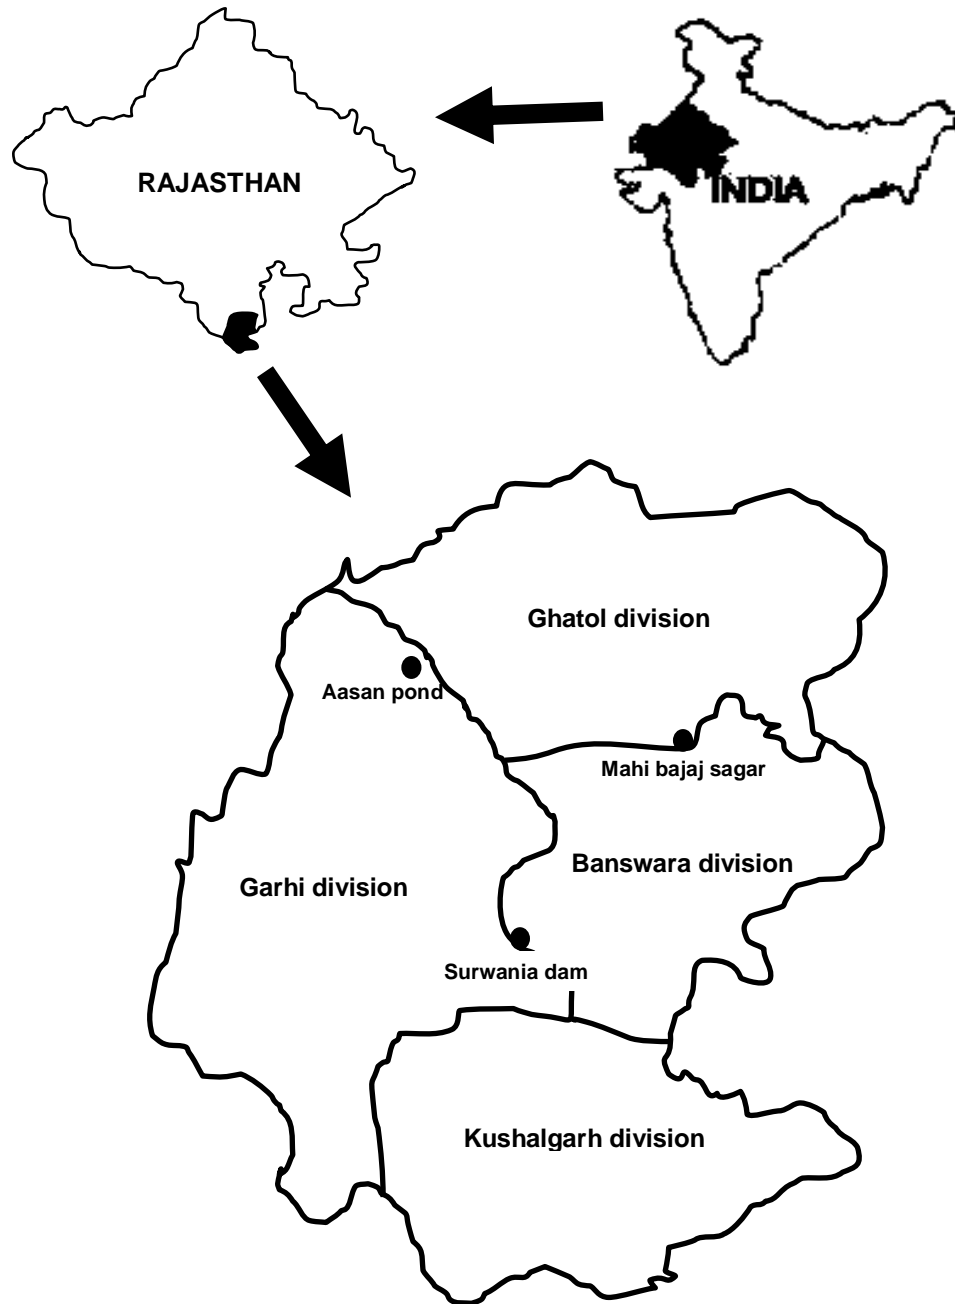 RAJASTHAN
INDIA
Ghatol division
Aasan pond
Mahi bajaj sagar
Banswara division
Garhi division
Surwania dam
Kushalgarh division